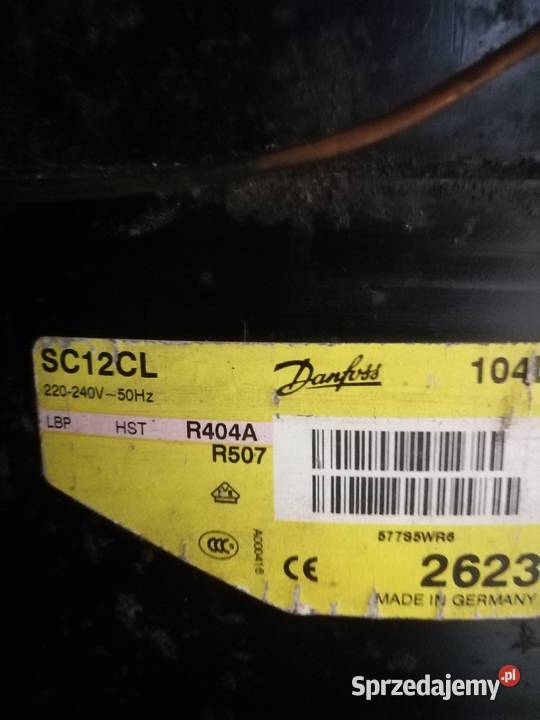 SC12CL
Danfoss
104
220-240V~50Hz
LBP HST R404A
R507
577S5WR6
A000416
CCC
CE
2623
MADE IN GERMANY
Sprzedajemy.pl